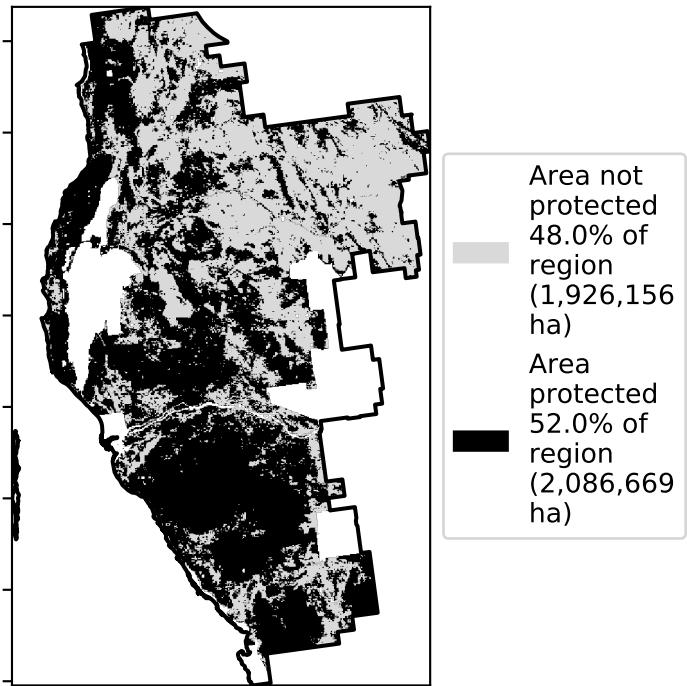 Area not
protected
48.0% of
region
(1,926,156
ha)
Area
protected
52.0% of
region
(2,086,669
ha)